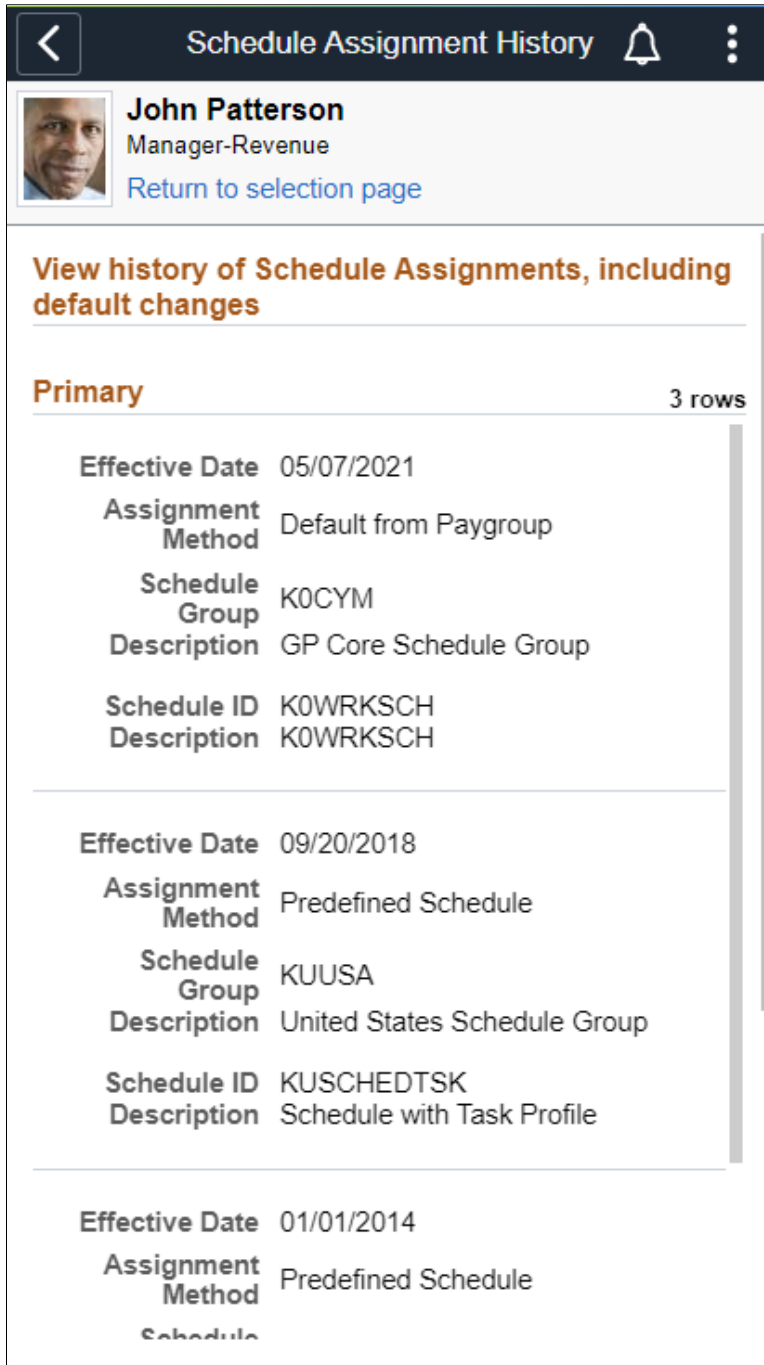 Schedule Assignment History
John Patterson
Manager-Revenue
Return to selection page
View history of Schedule Assignments, including
default changes
Primary
3 rows
Effective Date 05/07/2021
Assignment
Method Default from Paygroup
Schedule
Group K0CYM
Description GP Core Schedule Group
Schedule ID K0WRKSCH
Description K0WRKSCH
Effective Date 09/20/2018
Assignment
Method Predefined Schedule
Schedule
Group KUUSA
Description United States Schedule Group
Schedule ID KUSCHEDTSK
Description Schedule with Task Profile
Effective Date 01/01/2014
Assignment
Method Predefined Schedule
Schedule